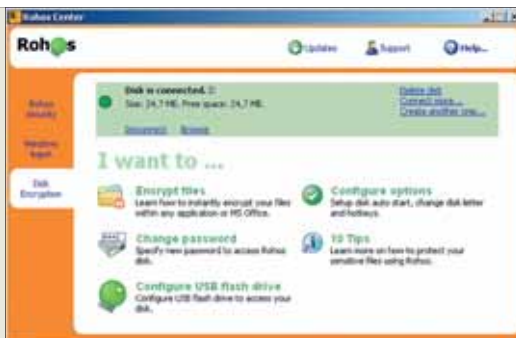 Rohos Center
Rohos
Updates
Support
Help...
Disk is connected.
Size: 24,7 MB. Free space: 24,7 MB.
Disconnect Browse
Delete disk
Connect more...
Create another one...
Rohos
Logon
Disk
Encryption
I want to ...
Encrypt files
Learn how to instantly encrypt your files
within any application or MS Office.
Change password
Specify new password to access Rohos
disk.
Configure USB flash drive
Configure USB flash drive to access your
disk.
Configure options
Setup disk auto start, change disk letter
and hotkeys.
10 Tips
Learn more on how to protect your
sensitive files using Rohos.